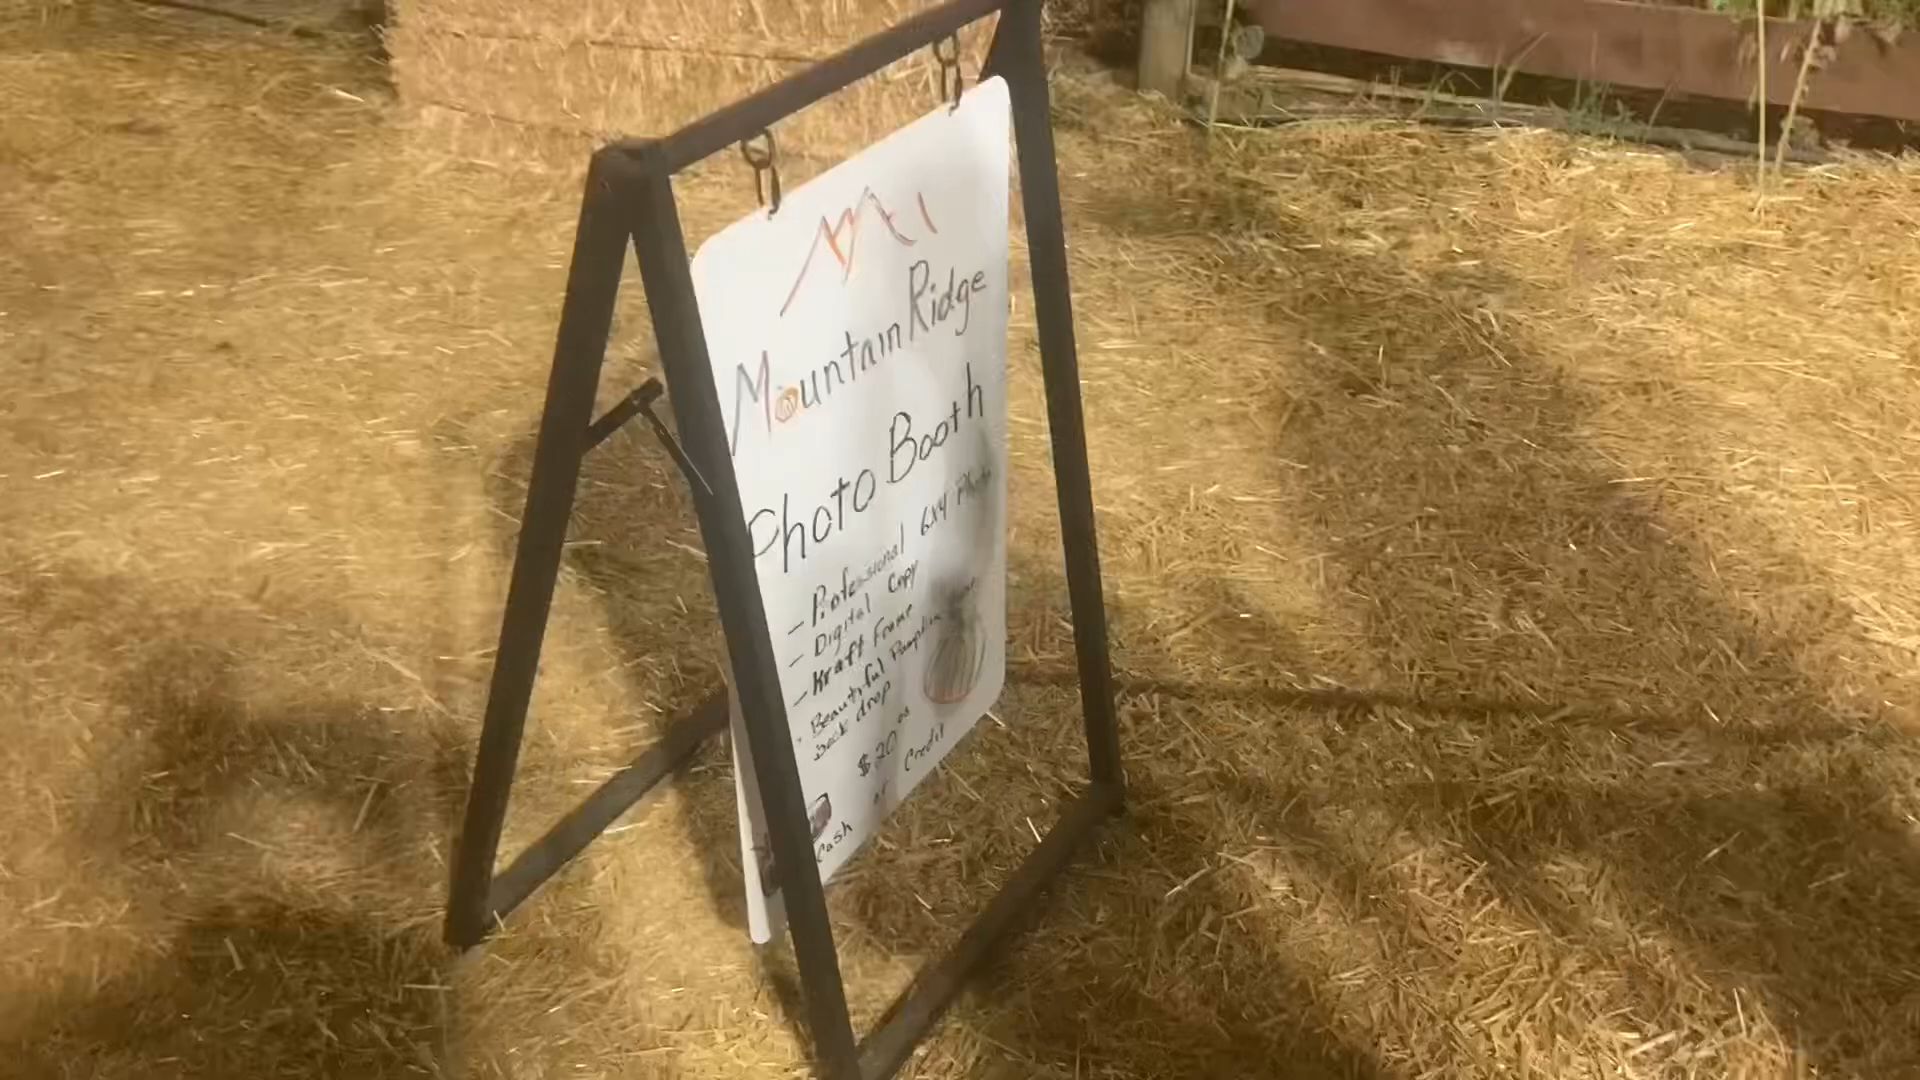 Mountain Ridge
Photo Booth
- Professional 6x4 Photo
- Digital Copy
- Kraft Frame
- Beautiful Pumpkin
back drop
$20 00
Cash or Credit